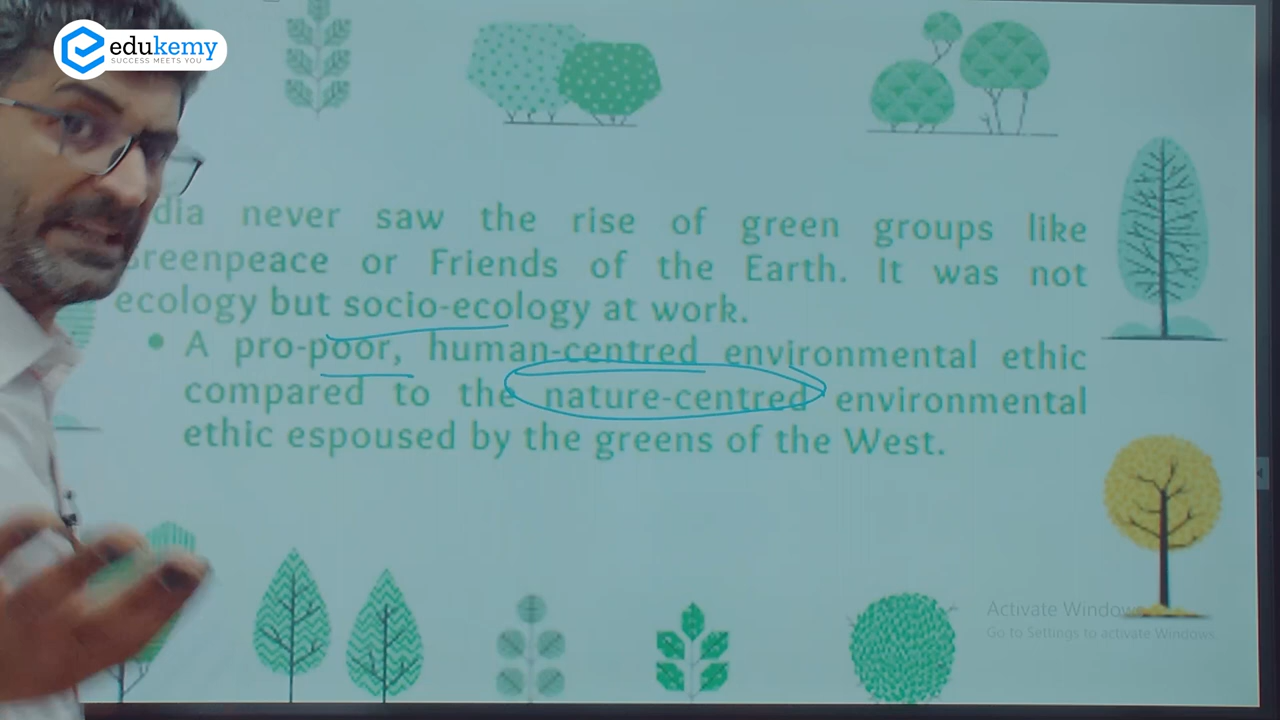 edukemy
SUCCESS MEETS YOU
never saw the rise of green groups like
or Friends of the Earth. It was not
ecology but socio-ecology at work.
• A pro-poor, human-centred environmental ethic
compared to the nature-centred environmental
ethic espoused by the greens of the West.
Activate Windows
Go to Settings to activate Windows.